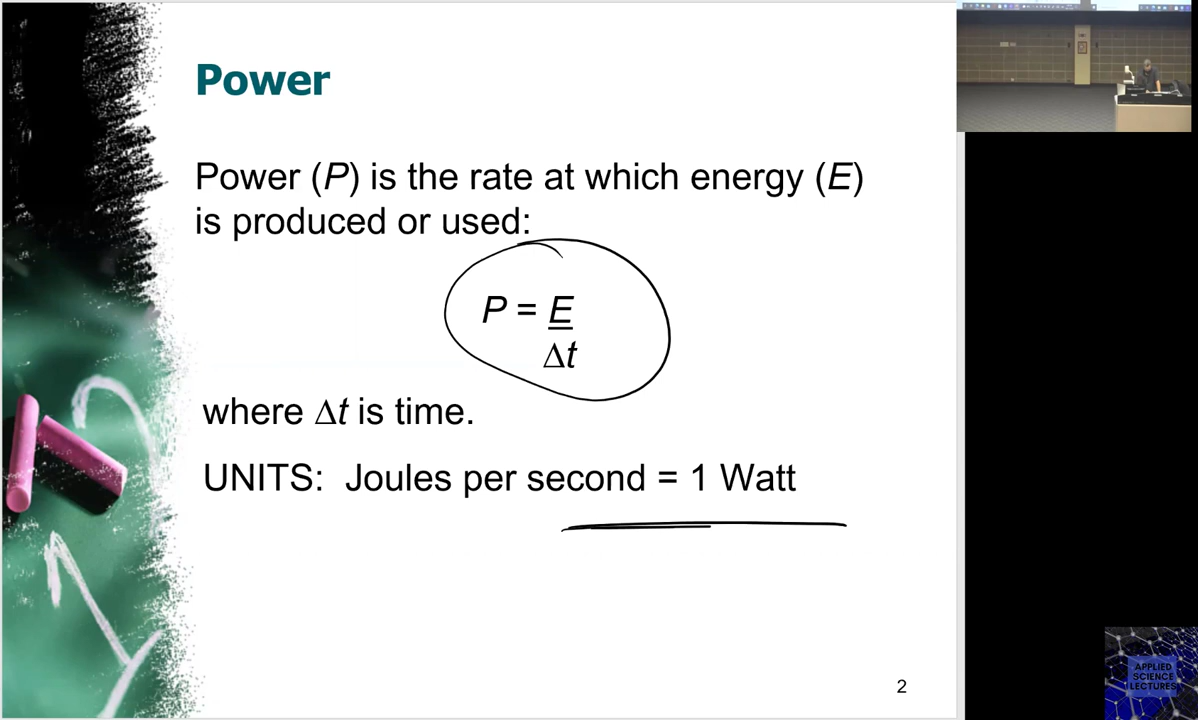 Power
Power (P) is the rate at which energy (E)
is produced or used:
P = E
Δt
where Δt is time.
UNITS: Joules per second = 1 Watt
2
APPLIED
SCIENCE
LECTURES